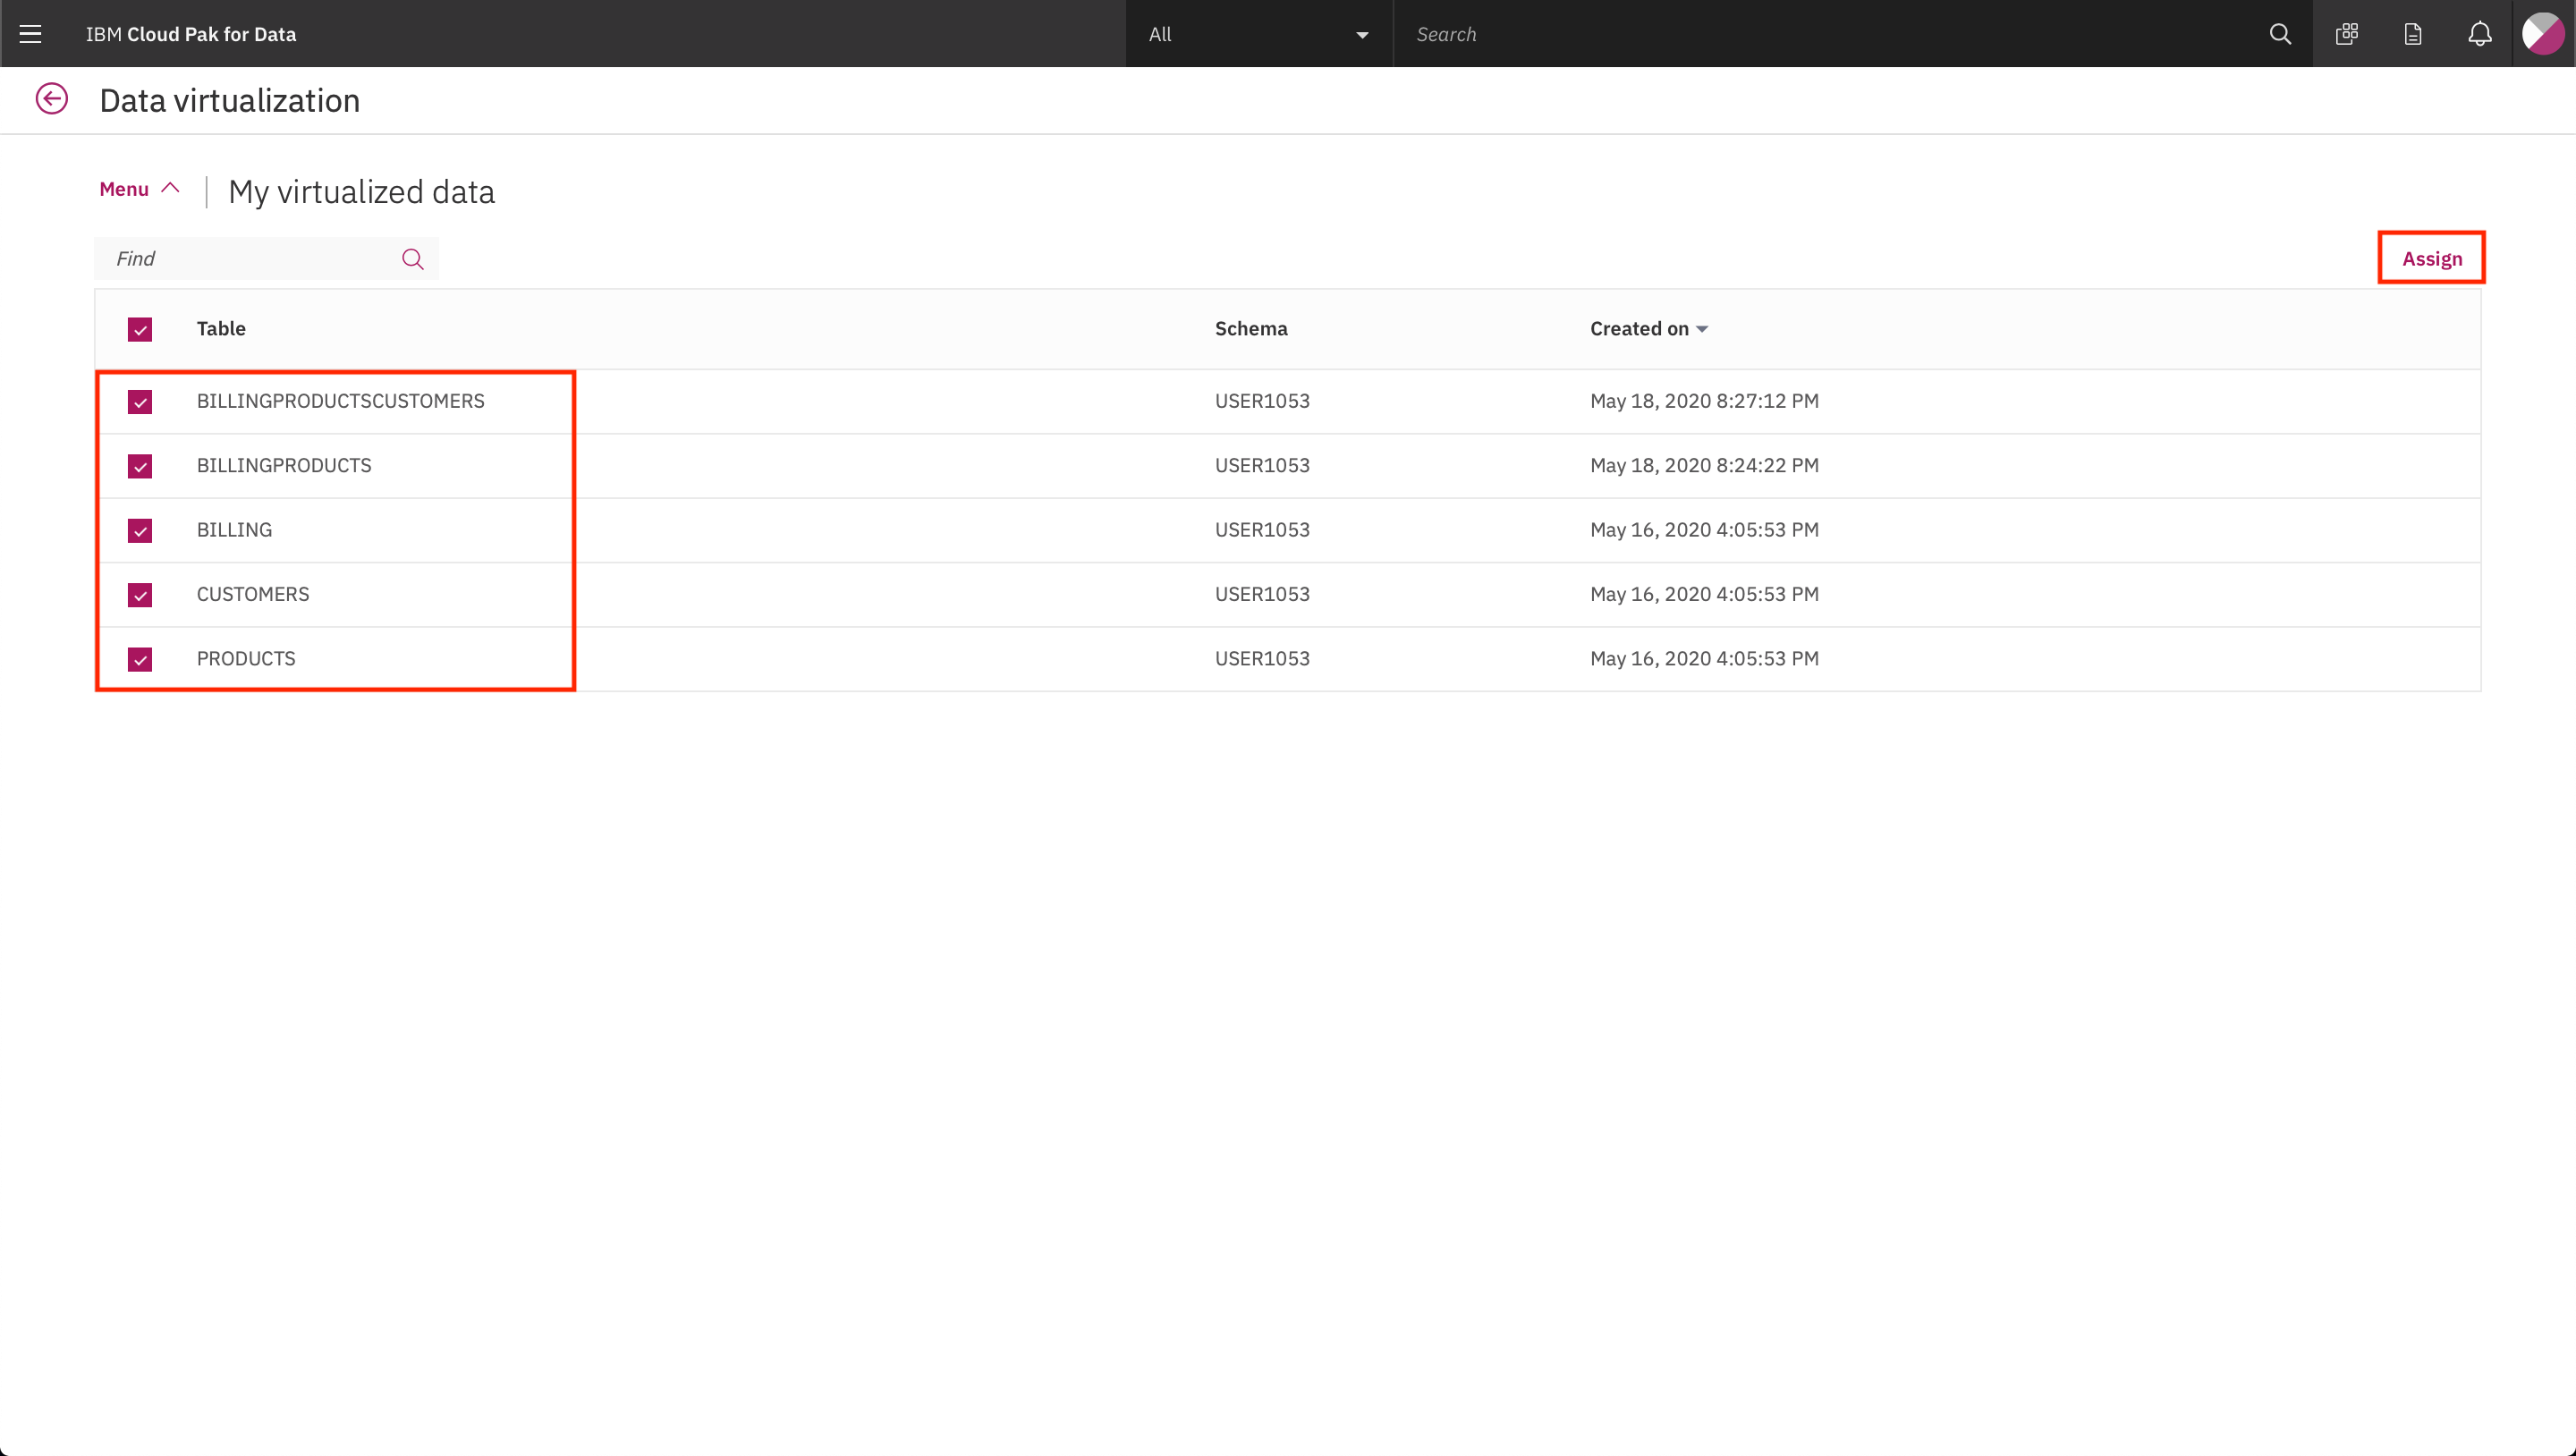 IBM Cloud Pak for Data
All
Search
Data virtualization
Menu
My virtualized data
Find
Assign
Table Schema Created on
BILLINGPRODUCTSCUSTOMERS USER1053 May 18, 2020 8:27:12 PM
BILLINGPRODUCTS USER1053 May 18, 2020 8:24:22 PM
BILLING USER1053 May 16, 2020 4:05:53 PM
CUSTOMERS USER1053 May 16, 2020 4:05:53 PM
PRODUCTS USER1053 May 16, 2020 4:05:53 PM